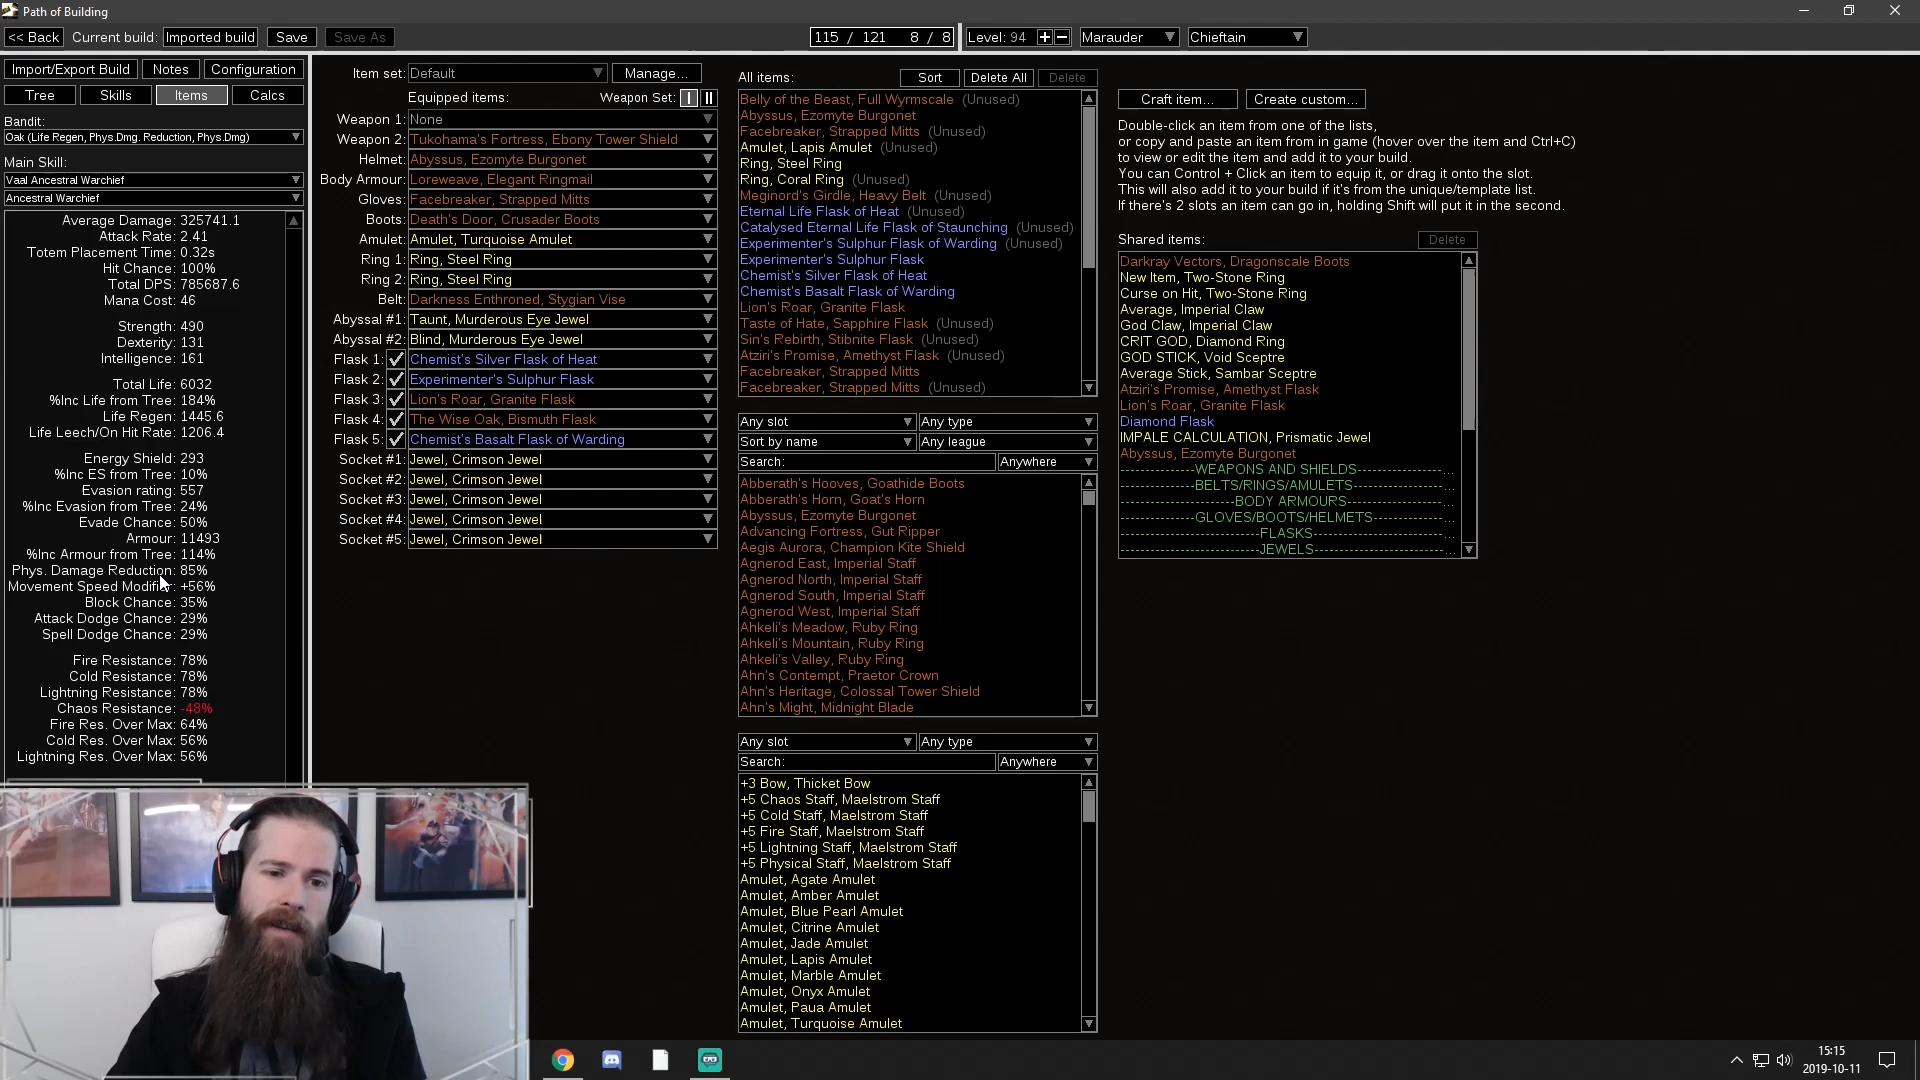 Path of Building
<< Back
Current build:
Imported build
Save
Save As
115 / 121 8 / 8
Level: 94
+
−
Marauder
Chieftain
Import/Export Build
Notes
Configuration
Tree
Skills
Items
Calcs
Bandit:
Oak (Life Regen, Phys.Dmg. Reduction, Phys.Dmg)
Main Skill:
Vaal Ancestral Warchief
Ancestral Warchief
Average Damage: 325741.1
Attack Rate: 2.41
Totem Placement Time: 0.32s
Hit Chance: 100%
Total DPS: 785687.6
Mana Cost: 46
Strength: 490
Dexterity: 131
Intelligence: 161
Total Life: 6032
%Inc Life from Tree: 184%
Life Regen: 1445.6
Life Leech/On Hit Rate: 1206.4
Energy Shield: 293
%Inc ES from Tree: 10%
Evasion rating: 557
%Inc Evasion from Tree: 24%
Evade Chance: 50%
Armour: 11493
%Inc Armour from Tree: 114%
Phys. Damage Reduction: 85%
Movement Speed Modifier: +56%
Block Chance: 35%
Attack Dodge Chance: 29%
Spell Dodge Chance: 29%
Fire Resistance: 78%
Cold Resistance: 78%
Lightning Resistance: 78%
Chaos Resistance: -48%
Fire Res. Over Max: 64%
Cold Res. Over Max: 56%
Lightning Res. Over Max: 56%
Item set: Default
Manage...
Equipped items:
Weapon Set: I II
Weapon 1: None
Weapon 2: Tukohama's Fortress, Ebony Tower Shield
Helmet: Abyssus, Ezomyte Burgonet
Body Armour: Loreweave, Elegant Ringmail
Gloves: Facebreaker, Strapped Mitts
Boots: Death's Door, Crusader Boots
Amulet: Amulet, Turquoise Amulet
Ring 1: Ring, Steel Ring
Ring 2: Ring, Steel Ring
Belt: Darkness Enthroned, Stygian Vise
Abyssal #1: Taunt, Murderous Eye Jewel
Abyssal #2: Blind, Murderous Eye Jewel
Flask 1: Chemist's Silver Flask of Heat
Flask 2: Experimenter's Sulphur Flask
Flask 3: Lion's Roar, Granite Flask
Flask 4: The Wise Oak, Bismuth Flask
Flask 5: Chemist's Basalt Flask of Warding
Socket #1: Jewel, Crimson Jewel
Socket #2: Jewel, Crimson Jewel
Socket #3: Jewel, Crimson Jewel
Socket #4: Jewel, Crimson Jewel
Socket #5: Jewel, Crimson Jewel
All items:
Sort
Delete All
Delete
Belly of the Beast, Full Wyrmscale (Unused)
Abyssus, Ezomyte Burgonet
Facebreaker, Strapped Mitts (Unused)
Amulet, Lapis Amulet (Unused)
Ring, Steel Ring
Ring, Coral Ring (Unused)
Meginord's Girdle, Heavy Belt (Unused)
Eternal Life Flask of Heat (Unused)
Catalysed Eternal Life Flask of Staunching (Unused)
Experimenter's Sulphur Flask of Warding (Unused)
Experimenter's Sulphur Flask
Chemist's Silver Flask of Heat
Chemist's Basalt Flask of Warding
Lion's Roar, Granite Flask
Taste of Hate, Sapphire Flask (Unused)
Sin's Rebirth, Stibnite Flask (Unused)
Atziri's Promise, Amethyst Flask (Unused)
Facebreaker, Strapped Mitts
Facebreaker, Strapped Mitts (Unused)
Any slot
Any type
Sort by name
Any league
Search:
Anywhere
Abberath's Hooves, Goathide Boots
Abberath's Horn, Goat's Horn
Abyssus, Ezomyte Burgonet
Advancing Fortress, Gut Ripper
Aegis Aurora, Champion Kite Shield
Agnerod East, Imperial Staff
Agnerod North, Imperial Staff
Agnerod South, Imperial Staff
Agnerod West, Imperial Staff
Ahkeli's Meadow, Ruby Ring
Ahkeli's Mountain, Ruby Ring
Ahkeli's Valley, Ruby Ring
Ahn's Contempt, Praetor Crown
Ahn's Heritage, Colossal Tower Shield
Ahn's Might, Midnight Blade
Any slot
Any type
Search:
Anywhere
+3 Bow, Thicket Bow
+5 Chaos Staff, Maelstrom Staff
+5 Cold Staff, Maelstrom Staff
+5 Fire Staff, Maelstrom Staff
+5 Lightning Staff, Maelstrom Staff
+5 Physical Staff, Maelstrom Staff
Amulet, Agate Amulet
Amulet, Amber Amulet
Amulet, Blue Pearl Amulet
Amulet, Citrine Amulet
Amulet, Jade Amulet
Amulet, Lapis Amulet
Amulet, Marble Amulet
Amulet, Onyx Amulet
Amulet, Paua Amulet
Amulet, Turquoise Amulet
Craft item...
Create custom...
Double-click an item from one of the lists,
or copy and paste an item from in game (hover over the item and Ctrl+C)
to view or edit the item and add it to your build.
You can Control + Click an item to equip it, or drag it onto the slot.
This will also add it to your build if it's from the unique/template list.
If there's 2 slots an item can go in, holding Shift will put it in the second.
Shared items:
Delete
Darkray Vectors, Dragonscale Boots
New Item, Two-Stone Ring
Curse on Hit, Two-Stone Ring
Average, Imperial Claw
God Claw, Imperial Claw
CRIT GOD, Diamond Ring
GOD STICK, Void Sceptre
Average Stick, Sambar Sceptre
Atziri's Promise, Amethyst Flask
Lion's Roar, Granite Flask
Diamond Flask
IMPALE CALCULATION, Prismatic Jewel
Abyssus, Ezomyte Burgonet
--------------WEAPONS AND SHIELDS----------------...
--------------BELTS/RINGS/AMULETS----------------...
---------------------BODY ARMOURS-------------------...
--------------GLOVES/BOOTS/HELMETS-------------...
--------------------------FLASKS------------------------...
--------------------------JEWELS------------------------...
15:15
2019-10-11